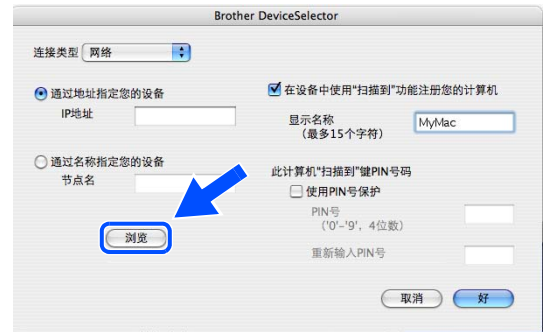 Brother DeviceSelector
连接类型 网络
通过地址指定您的设备
IP地址
通过名称指定您的设备
节点名
浏览
在设备中使用“扫描到”功能注册您的计算机
显示名称
（最多15个字符）
MyMac
此计算机“扫描到”键PIN号码
使用PIN号保护
PIN号
（‘0’–‘9’，4位数）
重新输入PIN号
取消
好